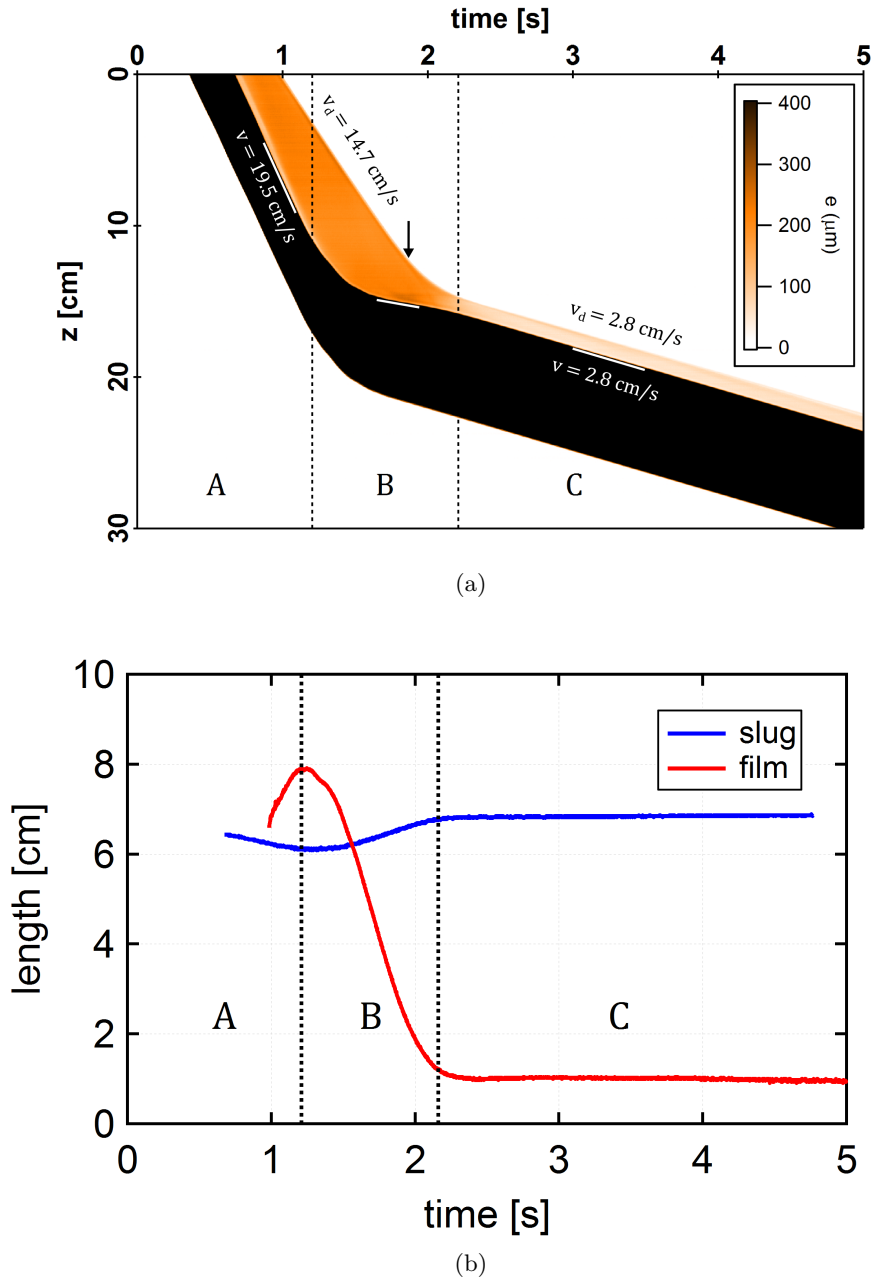 time [s]
0 1 2 3 4 5
0
10
20
30
z [cm]
v = 19.5 cm/s
v_d = 14.7 cm/s
v_d = 2.8 cm/s
v = 2.8 cm/s
A B C
400
300
200
100
0
e (μm)
(a)
10
8
6
4
2
0
length [cm]
slug
film
A B C
0 1 2 3 4 5
time [s]
(b)